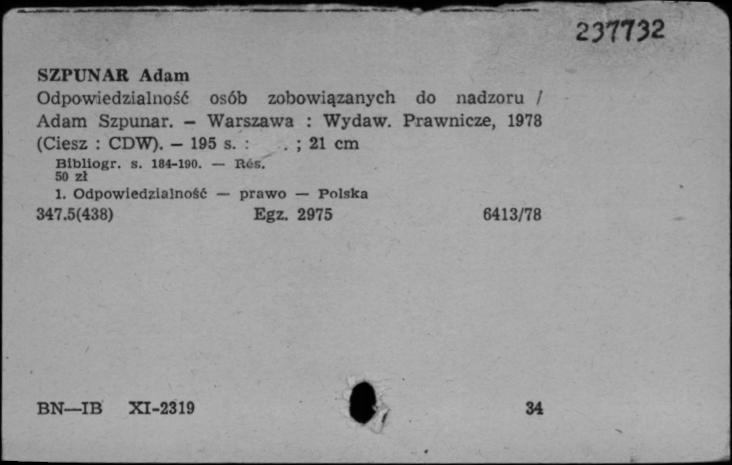 237732
SZPUNAR Adam
Odpowiedzialność osób zobowiązanych do nadzoru /
Adam Szpunar. — Warszawa : Wydaw. Prawnicze, 1978
(Ciesz : CDW). — 195 s. : . ; 21 cm
Bibliogr. s. 184-190. — Rés.
50 zł
1. Odpowiedzialność — prawo — Polska
347.5(438) Egz. 2975 6413/78
BN—IB XI-2319 34